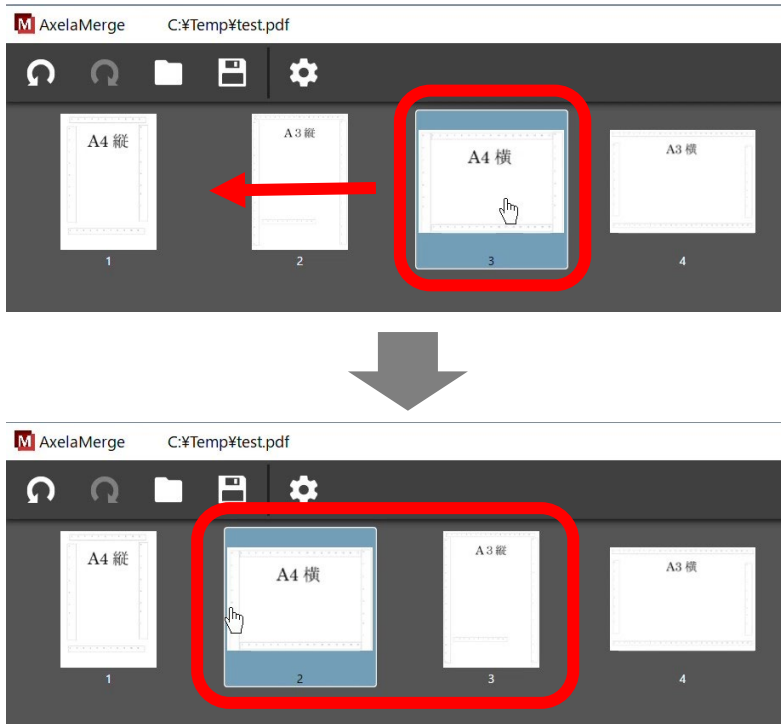 M AxelaMerge C:¥Temp¥test.pdf
A4 縦
A3 縦
A4 横
A3 横
1 2 3 4
M AxelaMerge C:¥Temp¥test.pdf
A4 縦
A4 横
A3 縦
A3 横
1 2 3 4